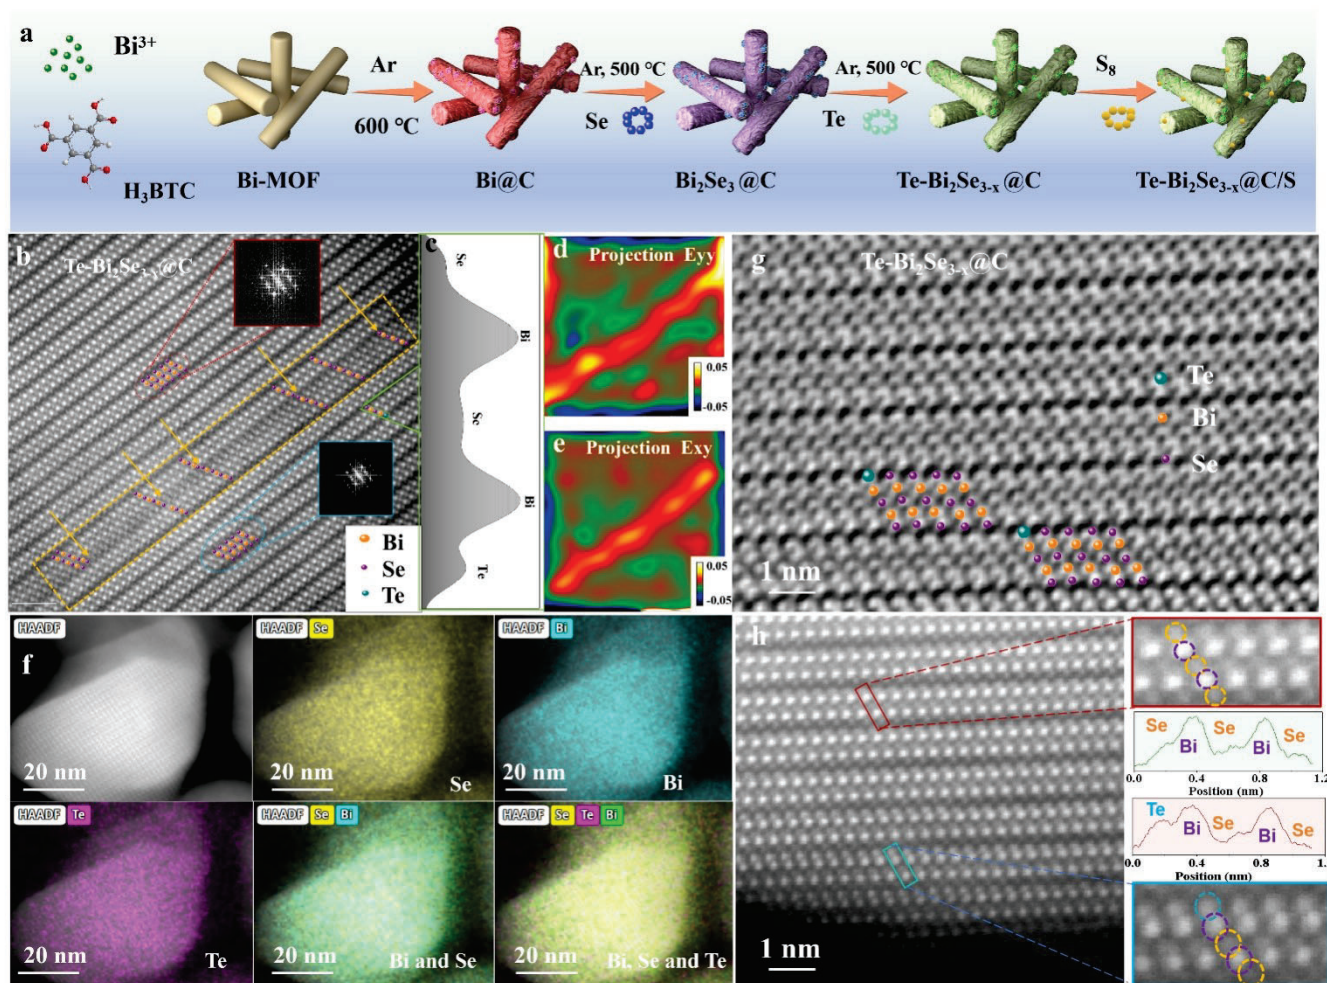 a
Bi³⁺
H₃BTC
Bi-MOF
Ar
600 ℃
Bi@C
Ar, 500 ℃
Se
Bi₂Se₃ @C
Ar, 500 ℃
Te
Te-Bi₂Se₃₋ₓ @C
S₈
Te-Bi₂Se₃₋ₓ@C/S
b
Te-Bi₂Se₃₋ₓ@C
Bi
Se
Te
c
Se
Bi
Se
Bi
Te
d
Projection Eyy
0.05
-0.05
e
Projection Exy
0.05
-0.05
g
Te-Bi₂Se₃₋ₓ@C
Te
Bi
Se
1 nm
f
HAADF
20 nm
HAADF Se
20 nm
Se
HAADF Bi
20 nm
Bi
HAADF Te
20 nm
Te
HAADF Se Bi
20 nm
Bi and Se
HAADF Se Te Bi
20 nm
Bi, Se and Te
h
1 nm
Se Bi Se Bi Se
0.0 0.4 0.8 1.2
Position (nm)
Te Bi Se Bi Se
0.0 0.4 0.8 1.2
Position (nm)